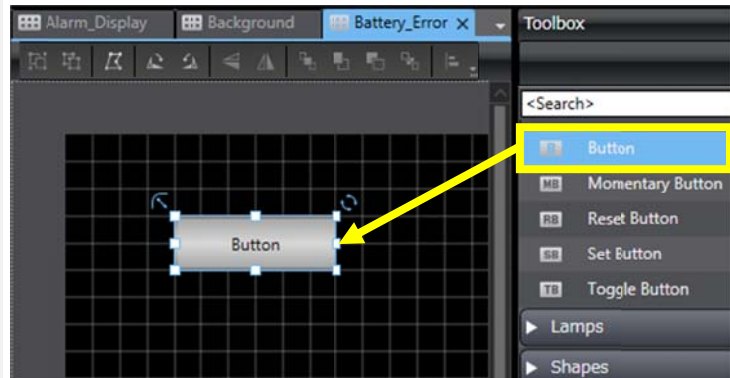 Alarm_Display
Background
Battery_Error
Toolbox
<Search>
B
Button
MB
Momentary Button
RB
Reset Button
SB
Set Button
TB
Toggle Button
Lamps
Shapes
Button